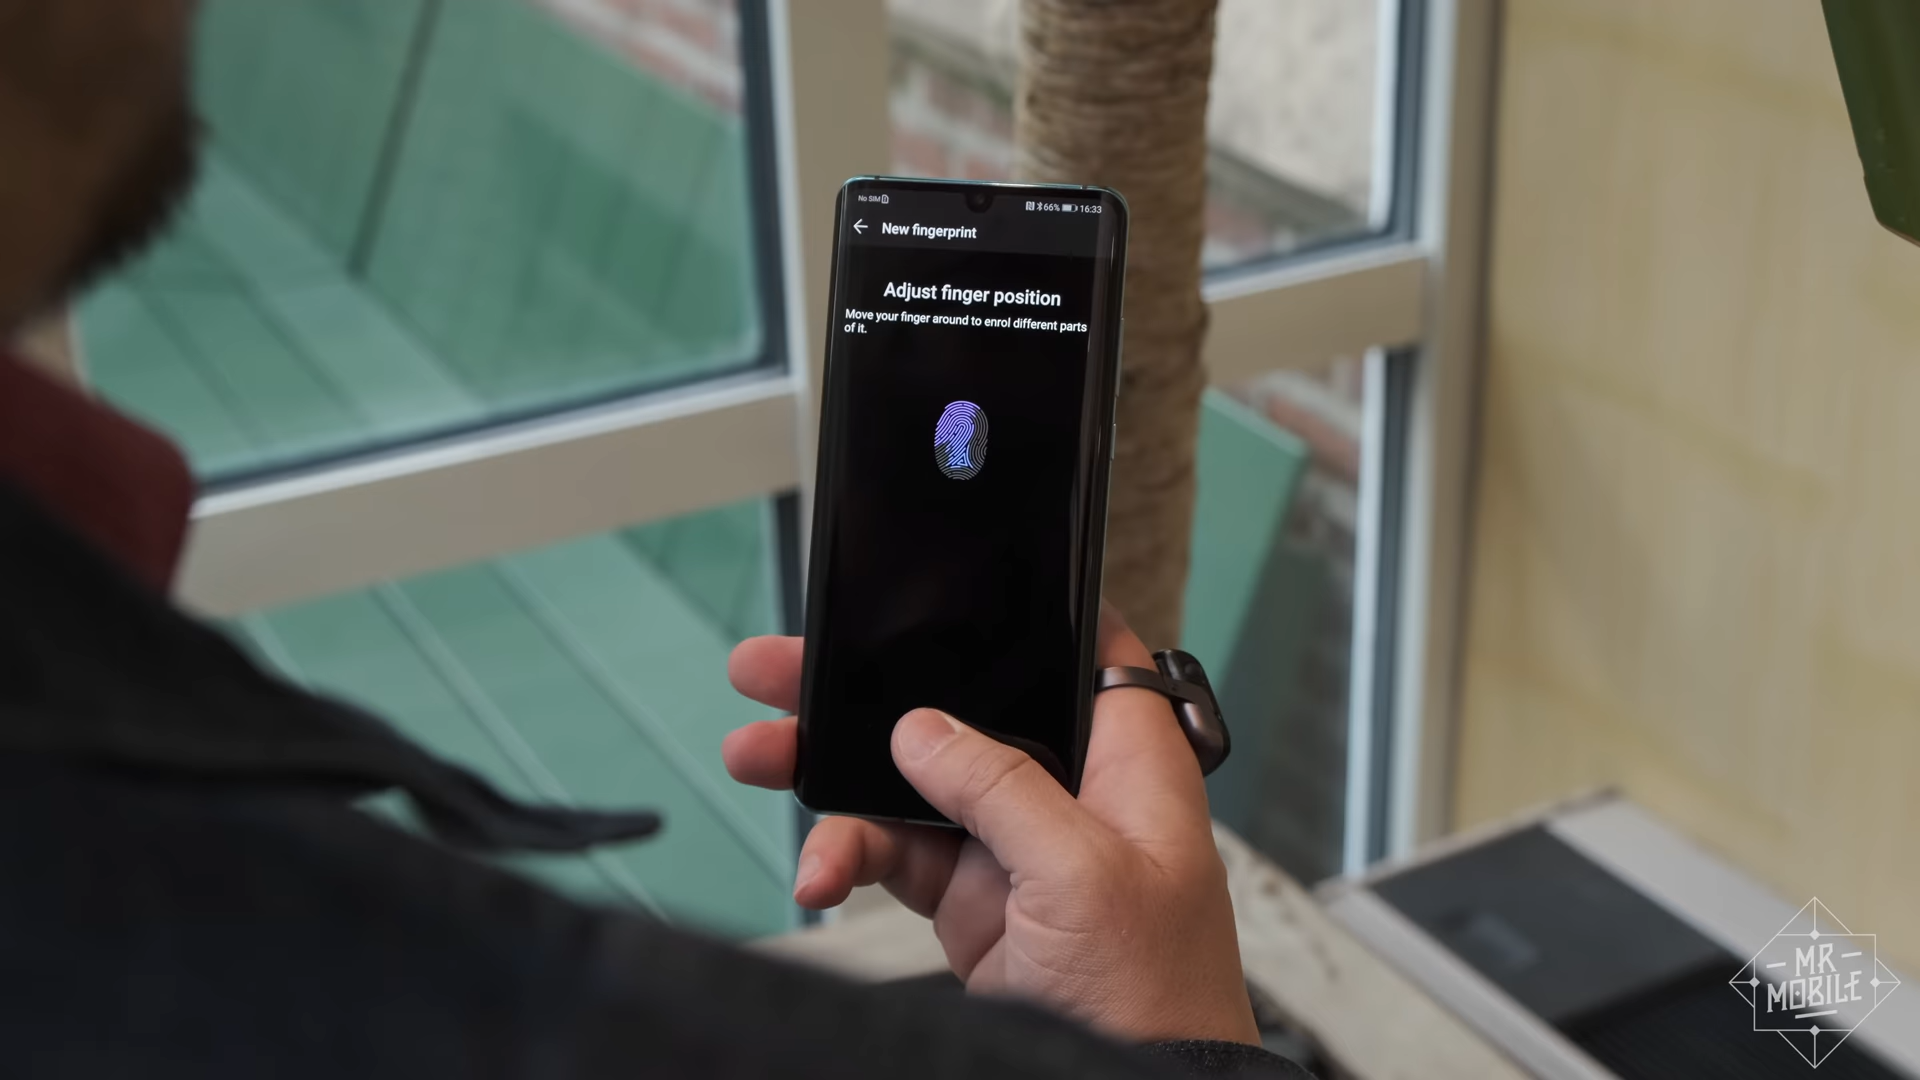 No SIM
66% 16:33
New fingerprint
Adjust finger position
Move your finger around to enrol different parts
of it.
MR
MOBILE